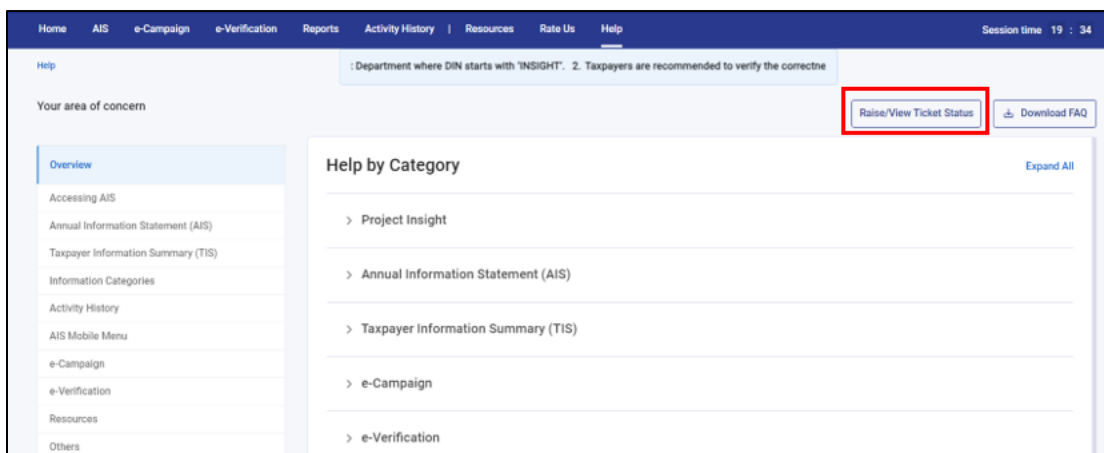 Home AIS e-Campaign e-Verification Reports Activity History | Resources Rate Us Help Session time 19 : 34
Help : Department where DIN starts with 'INSIGHT'. 2. Taxpayers are recommended to verify the correctne
Your area of concern
Raise/View Ticket Status Download FAQ
Overview
Accessing AIS
Annual Information Statement (AIS)
Taxpayer Information Summary (TIS)
Information Categories
Activity History
AIS Mobile Menu
e-Campaign
e-Verification
Resources
Others
Help by Category Expand All
Project Insight
Annual Information Statement (AIS)
Taxpayer Information Summary (TIS)
e-Campaign
e-Verification